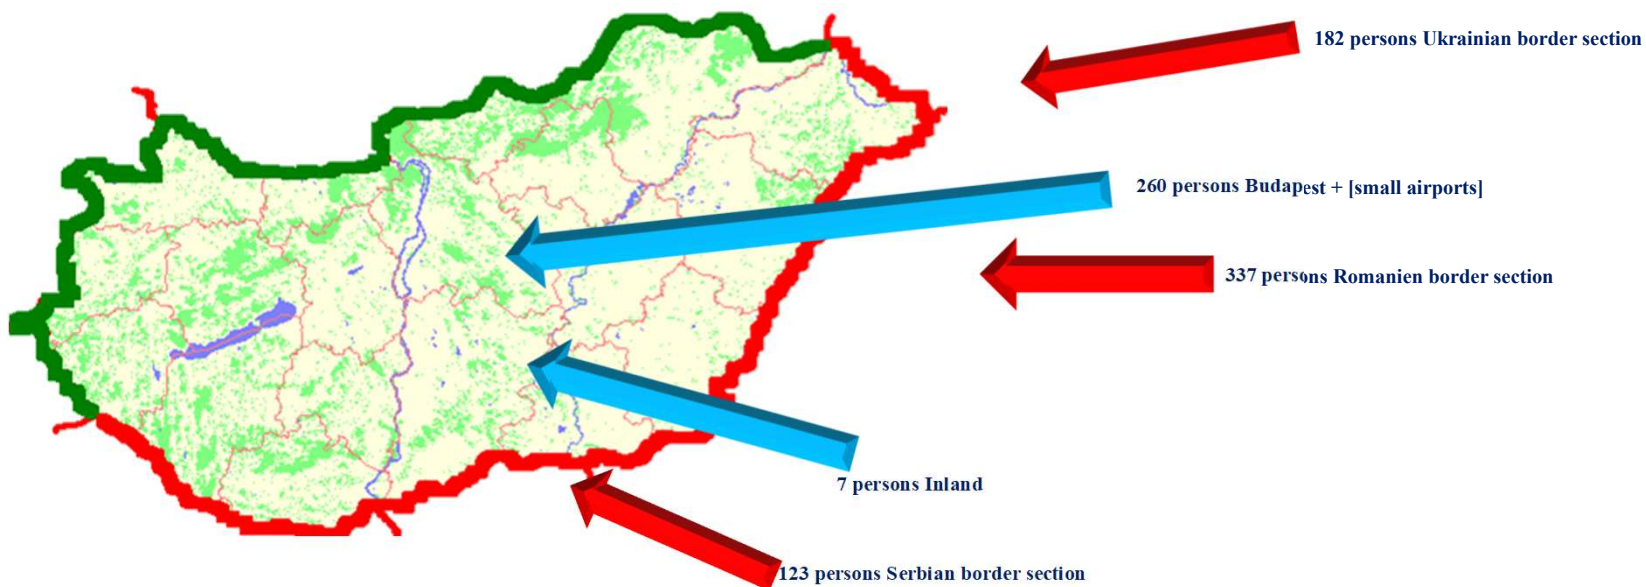 182 persons Ukrainian border section
260 persons Budapest + [small airports]
337 persons Romanien border section
7 persons Inland
123 persons Serbian border section